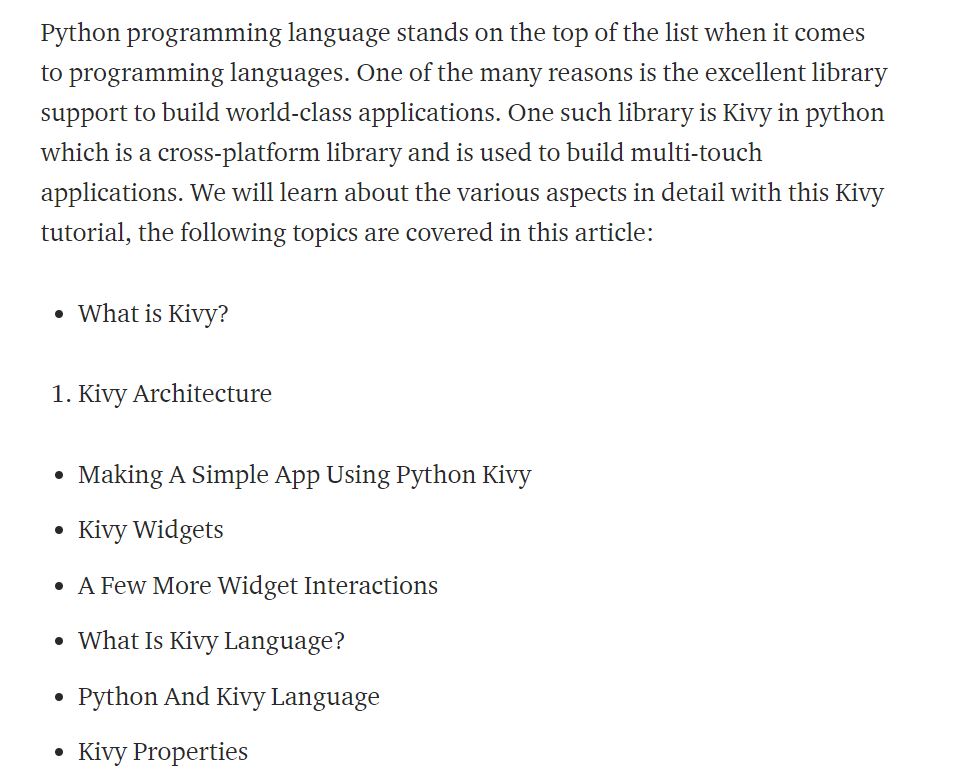 Python programming language stands on the top of the list when it comes
to programming languages. One of the many reasons is the excellent library
support to build world-class applications. One such library is Kivy in python
which is a cross-platform library and is used to build multi-touch
applications. We will learn about the various aspects in detail with this Kivy
tutorial, the following topics are covered in this article:
• What is Kivy?
1. Kivy Architecture
• Making A Simple App Using Python Kivy
• Kivy Widgets
• A Few More Widget Interactions
• What Is Kivy Language?
• Python And Kivy Language
• Kivy Properties